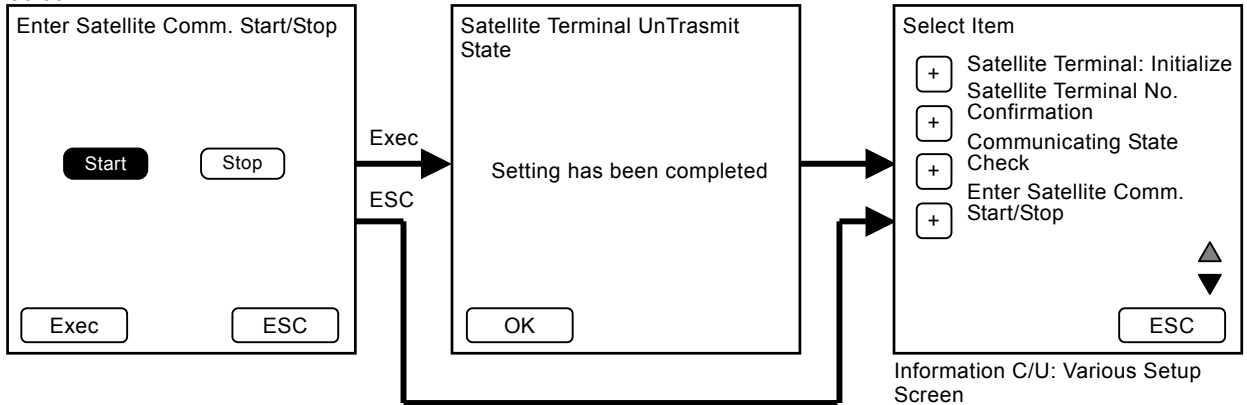 Enter Satellite Comm. Start/Stop
Start
Stop
Exec
ESC
Exec
ESC
Satellite Terminal UnTrasmit
State
Setting has been completed
OK
Select Item
+
Satellite Terminal: Initialize
+
Satellite Terminal No.
Confirmation
+
Communicating State
Check
+
Enter Satellite Comm.
Start/Stop
ESC
Information C/U: Various Setup
Screen